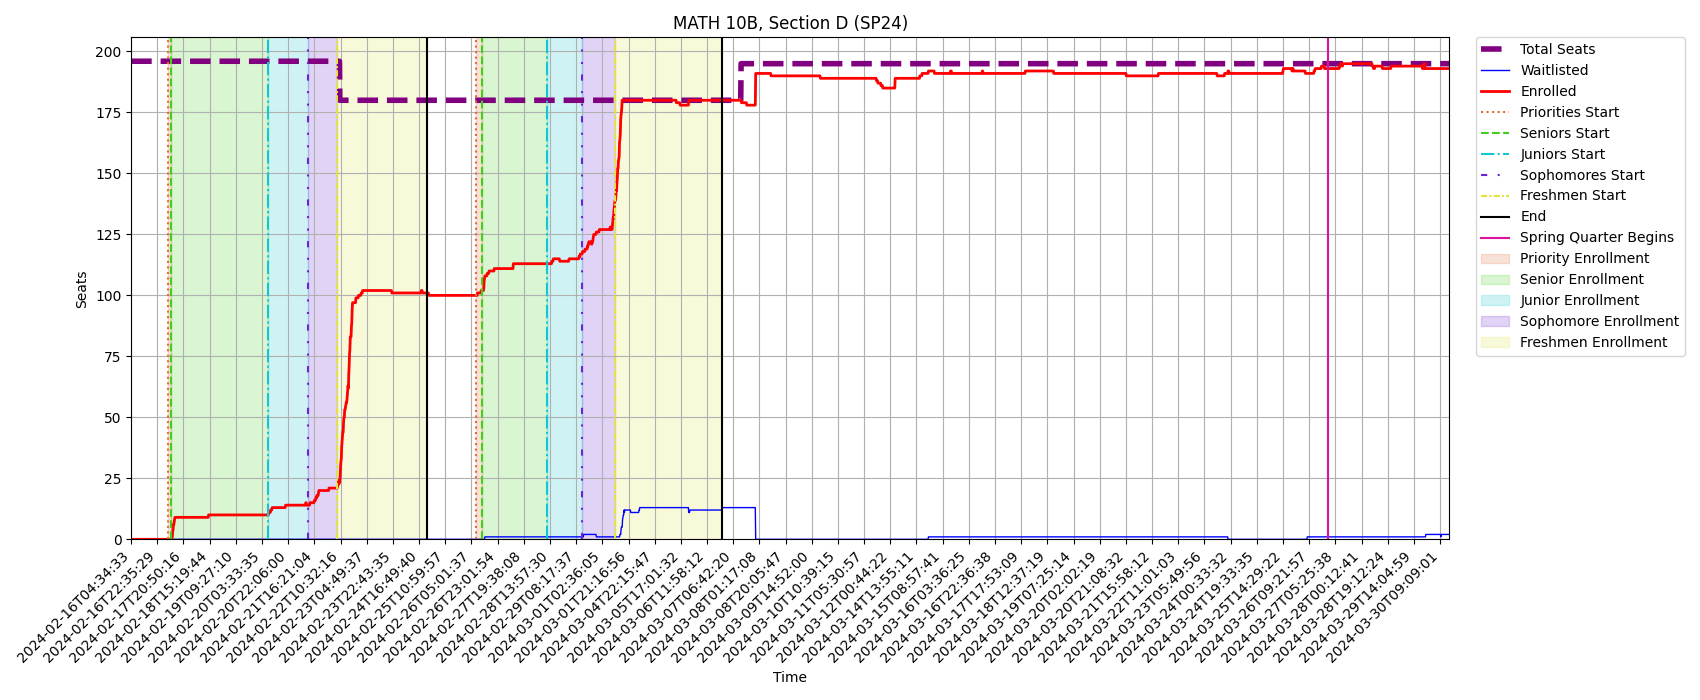 MATH 10B, Section D (SP24)
Seats
200
175
150
125
100
75
50
25
0
2024-02-16T04:34:33
2024-02-16T22:35:29
2024-02-17T20:50:16
2024-02-18T15:19:44
2024-02-19T09:27:10
2024-02-20T03:33:35
2024-02-20T22:06:00
2024-02-21T16:21:04
2024-02-22T10:32:16
2024-02-23T04:49:37
2024-02-23T22:43:35
2024-02-24T16:49:40
2024-02-25T10:59:57
2024-02-26T05:01:37
2024-02-26T23:01:54
2024-02-27T19:38:08
2024-02-28T13:57:30
2024-02-29T08:17:37
2024-03-01T02:36:05
2024-03-01T21:16:56
2024-03-04T22:15:47
2024-03-05T17:01:32
2024-03-06T11:58:12
2024-03-07T06:42:20
2024-03-08T01:17:08
2024-03-08T20:05:47
2024-03-09T14:52:00
2024-03-10T10:39:15
2024-03-11T05:30:57
2024-03-12T00:44:22
2024-03-14T13:55:11
2024-03-15T08:57:41
2024-03-16T03:36:25
2024-03-16T22:36:38
2024-03-17T17:53:09
2024-03-18T12:37:19
2024-03-19T07:25:14
2024-03-20T02:02:19
2024-03-20T21:08:32
2024-03-21T15:58:12
2024-03-22T11:01:03
2024-03-23T05:49:56
2024-03-24T00:33:32
2024-03-24T19:33:35
2024-03-25T14:29:22
2024-03-26T09:21:57
2024-03-27T05:25:38
2024-03-28T00:12:41
2024-03-28T19:12:24
2024-03-29T14:04:59
2024-03-30T09:09:01
Time
Total Seats
Waitlisted
Enrolled
Priorities Start
Seniors Start
Juniors Start
Sophomores Start
Freshmen Start
End
Spring Quarter Begins
Priority Enrollment
Senior Enrollment
Junior Enrollment
Sophomore Enrollment
Freshmen Enrollment